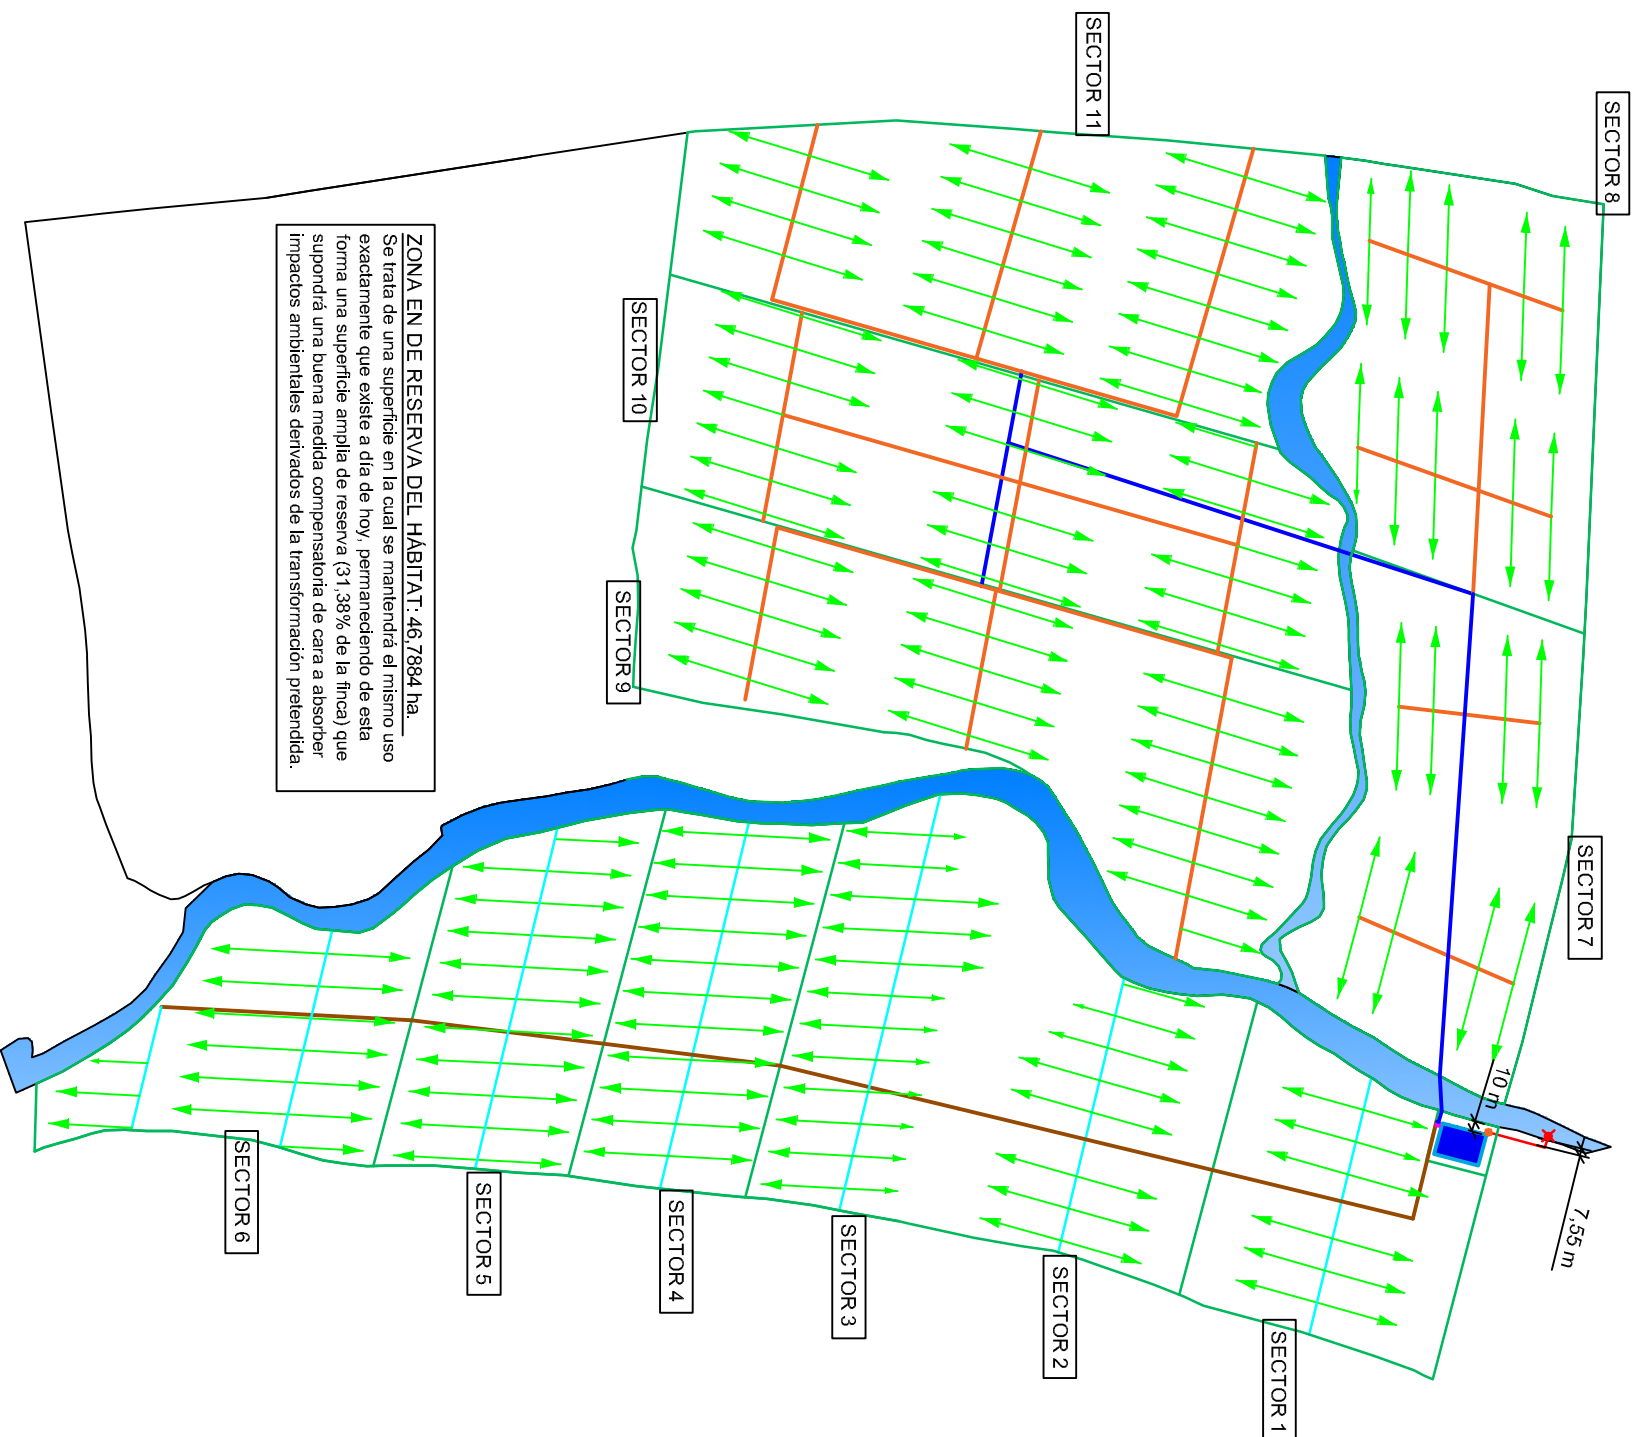 SECTOR 8
SECTOR 11
SECTOR 10
SECTOR 9
SECTOR 7
ZONA EN DE RESERVA DEL HÁBITAT: 46,7884 ha.
Se trata de una superficie en la cual se mantendrá el mismo uso
exactamente que existe a día de hoy, permaneciendo de esta
forma una superficie amplia de reserva (31,38% de la finca) que
supondrá una buena medida compensatoria de cara a absorber
impactos ambientales derivados de la transformación pretendida.
10 m
7,55 m
SECTOR 6
SECTOR 5
SECTOR 4
SECTOR 3
SECTOR 2
SECTOR 1